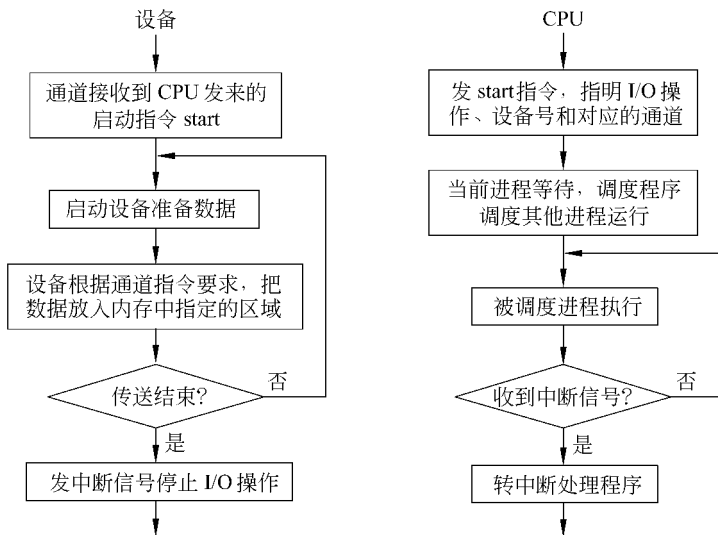 设备
通道接收到 CPU 发来的
启动指令 start
启动设备准备数据
设备根据通道指令要求，把
数据放入内存中指定的区域
传送结束？
否
是
发中断信号停止 I/O 操作
CPU
发 start指令，指明 I/O 操
作、设备号和对应的通道
当前进程等待，调度程序
调度其他进程运行
被调度进程执行
收到中断信号？
否
是
转中断处理程序